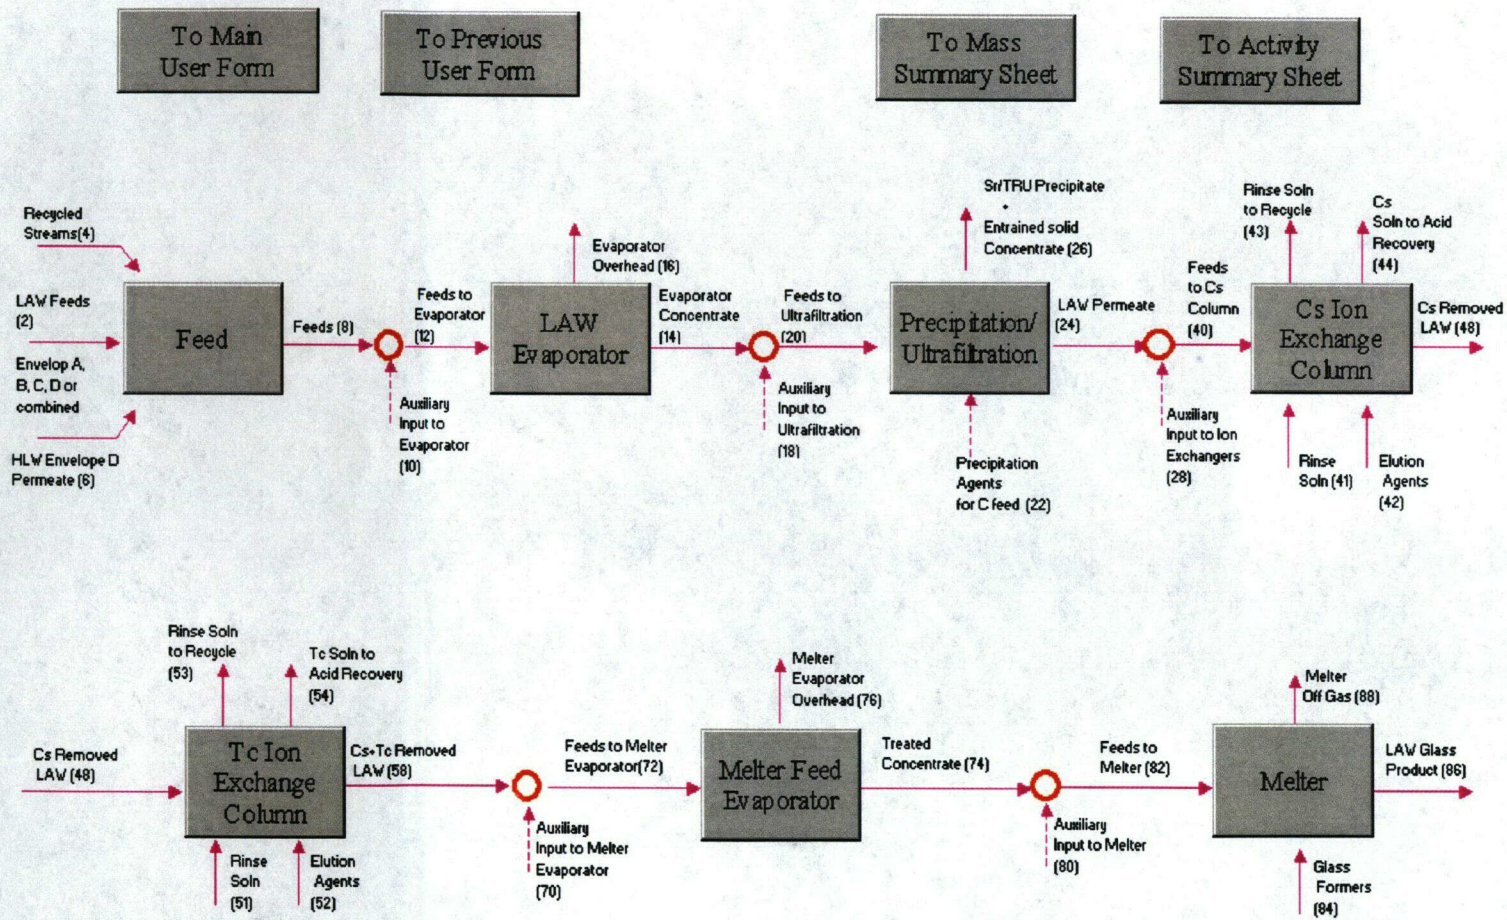 To Main
User Form
To Previous
User Form
To Mass
Summary Sheet
To Activity
Summary Sheet
Recycled
Streams(4)
LAW Feeds
(2)
Envelop A,
B, C, D or
combined
HLW Envelope D
Permeate (6)
Feed
Feeds (8)
Feeds to
Evaporator
(12)
Auxiliary
Input to
Evaporator
(10)
Evaporator
Overhead (16)
LAW
Evaporator
Evaporator
Concentrate
(14)
Feeds to
Ultrafiltration
(20)
Auxiliary
Input to
Ultrafiltration
(18)
Sr/TRU Precipitate
+
Entrained solid
Concentrate (26)
Precipitation/
Ultrafiltration
Precipitation
Agents
for C feed (22)
LAW Permeate
(24)
Auxiliary
Input to Ion
Exchangers
(28)
Feeds
to Cs
Column
(40)
Rinse Soln
to Recycle
(43)
Cs
Soln to Acid
Recovery
(44)
Cs Ion
Exchange
Column
Cs Removed
LAW (48)
Rinse
Soln (41)
Elution
Agents
(42)
Rinse Soln
to Recycle
(53)
Tc Soln to
Acid Recovery
(54)
Cs Removed
LAW (48)
Tc Ion
Exchange
Column
Rinse
Soln
(51)
Elution
Agents
(52)
Cs+Tc Removed
LAW (58)
Auxiliary
Input to Melter
Evaporator
(70)
Feeds to Melter
Evaporator(72)
Melter
Evaporator
Overhead (76)
Melter Feed
Evaporator
Treated
Concentrate (74)
Auxiliary
Input to Melter
(80)
Feeds to
Melter (82)
Melter
Off Gas (88)
Melter
LAW Glass
Product (86)
Glass
Formers
(84)